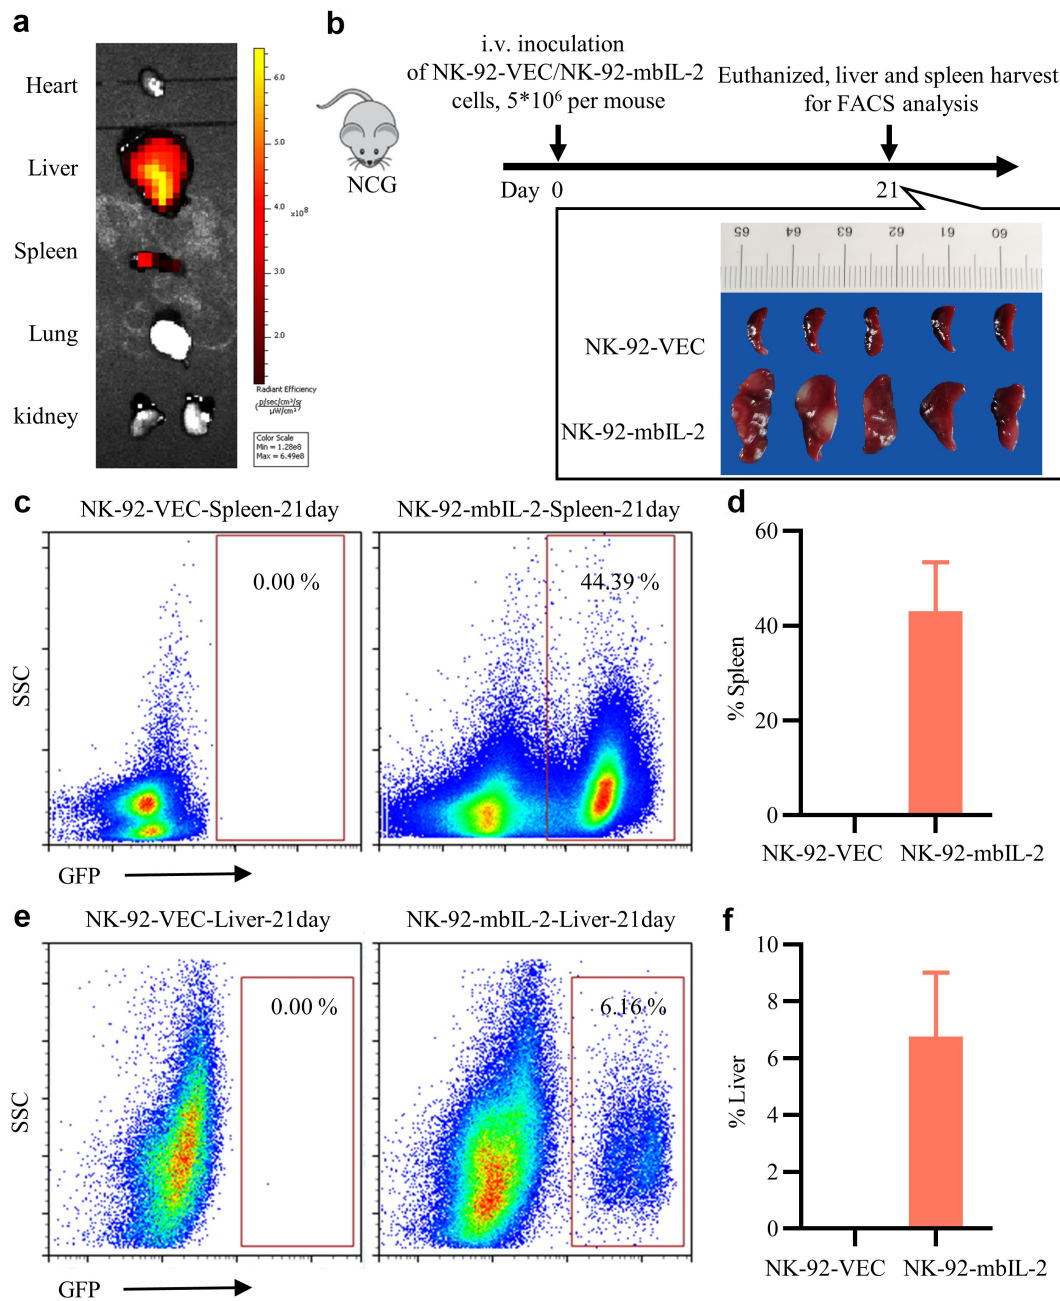 a
Heart
Liver
Spleen
Lung
kidney
6.0
5.0
4.0
x10⁸
3.0
2.0
Radiant Efficiency
(p/sec/cm²/sr
µW/cm²)
Color Scale
Min = 1.28e8
Max = 6.49e8
b
i.v. inoculation
of NK-92-VEC/NK-92-mbIL-2
cells, 5*10⁶ per mouse
Euthanized, liver and spleen harvest
for FACS analysis
NCG
Day 0
21
65 64 63 62 61 60
NK-92-VEC
NK-92-mbIL-2
c
NK-92-VEC-Spleen-21day
NK-92-mbIL-2-Spleen-21day
0.00 %
44.39 %
SSC
GFP
d
60
40
20
0
% Spleen
NK-92-VEC
NK-92-mbIL-2
e
NK-92-VEC-Liver-21day
NK-92-mbIL-2-Liver-21day
0.00 %
6.16 %
SSC
GFP
f
10
8
6
4
2
0
% Liver
NK-92-VEC
NK-92-mbIL-2